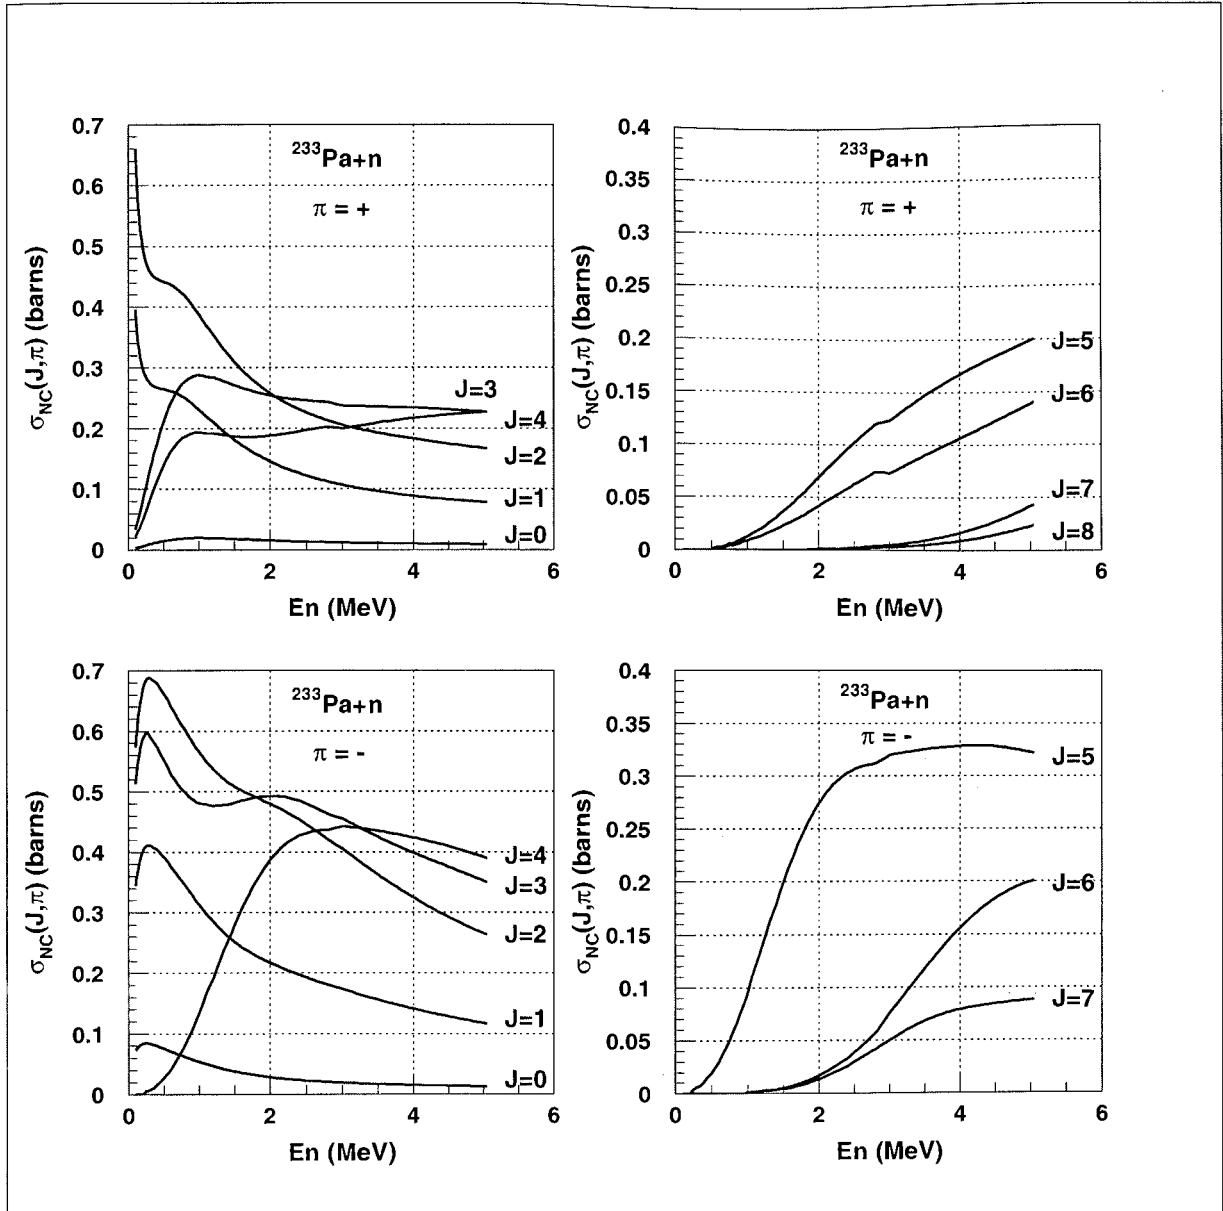 0.7
0.6
0.5
0.4
0.3
0.2
0.1
0
0
2
4
6
σNC(J,π) (barns)
En (MeV)
²³³Pa+n
π = +
J=3
J=4
J=2
J=1
J=0
0.4
0.35
0.3
0.25
0.2
0.15
0.1
0.05
0
0
2
4
6
σNC(J,π) (barns)
En (MeV)
²³³Pa+n
π = +
J=5
J=6
J=7
J=8
0.7
0.6
0.5
0.4
0.3
0.2
0.1
0
0
2
4
6
σNC(J,π) (barns)
En (MeV)
²³³Pa+n
π = -
J=4
J=3
J=2
J=1
J=0
0.4
0.35
0.3
0.25
0.2
0.15
0.1
0.05
0
0
2
4
6
σNC(J,π) (barns)
En (MeV)
²³³Pa+n
π = -
J=5
J=6
J=7